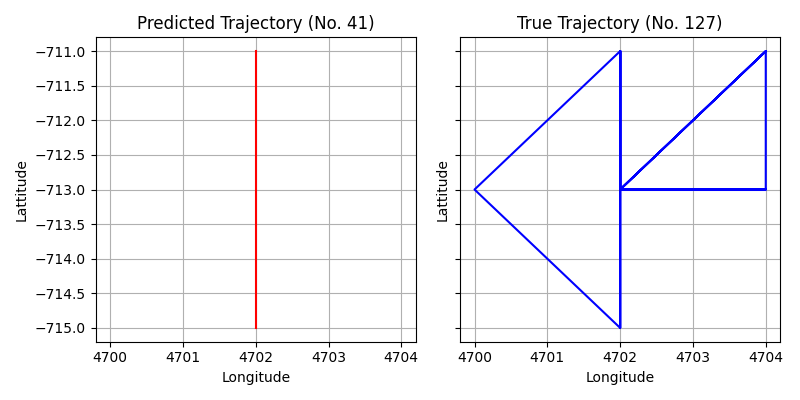 Predicted Trajectory (No. 41)
True Trajectory (No. 127)
−711.0
−711.5
−712.0
−712.5
−713.0
−713.5
−714.0
−714.5
−715.0
Lattitude
Lattitude
4700 4701 4702 4703 4704
4700 4701 4702 4703 4704
Longitude
Longitude